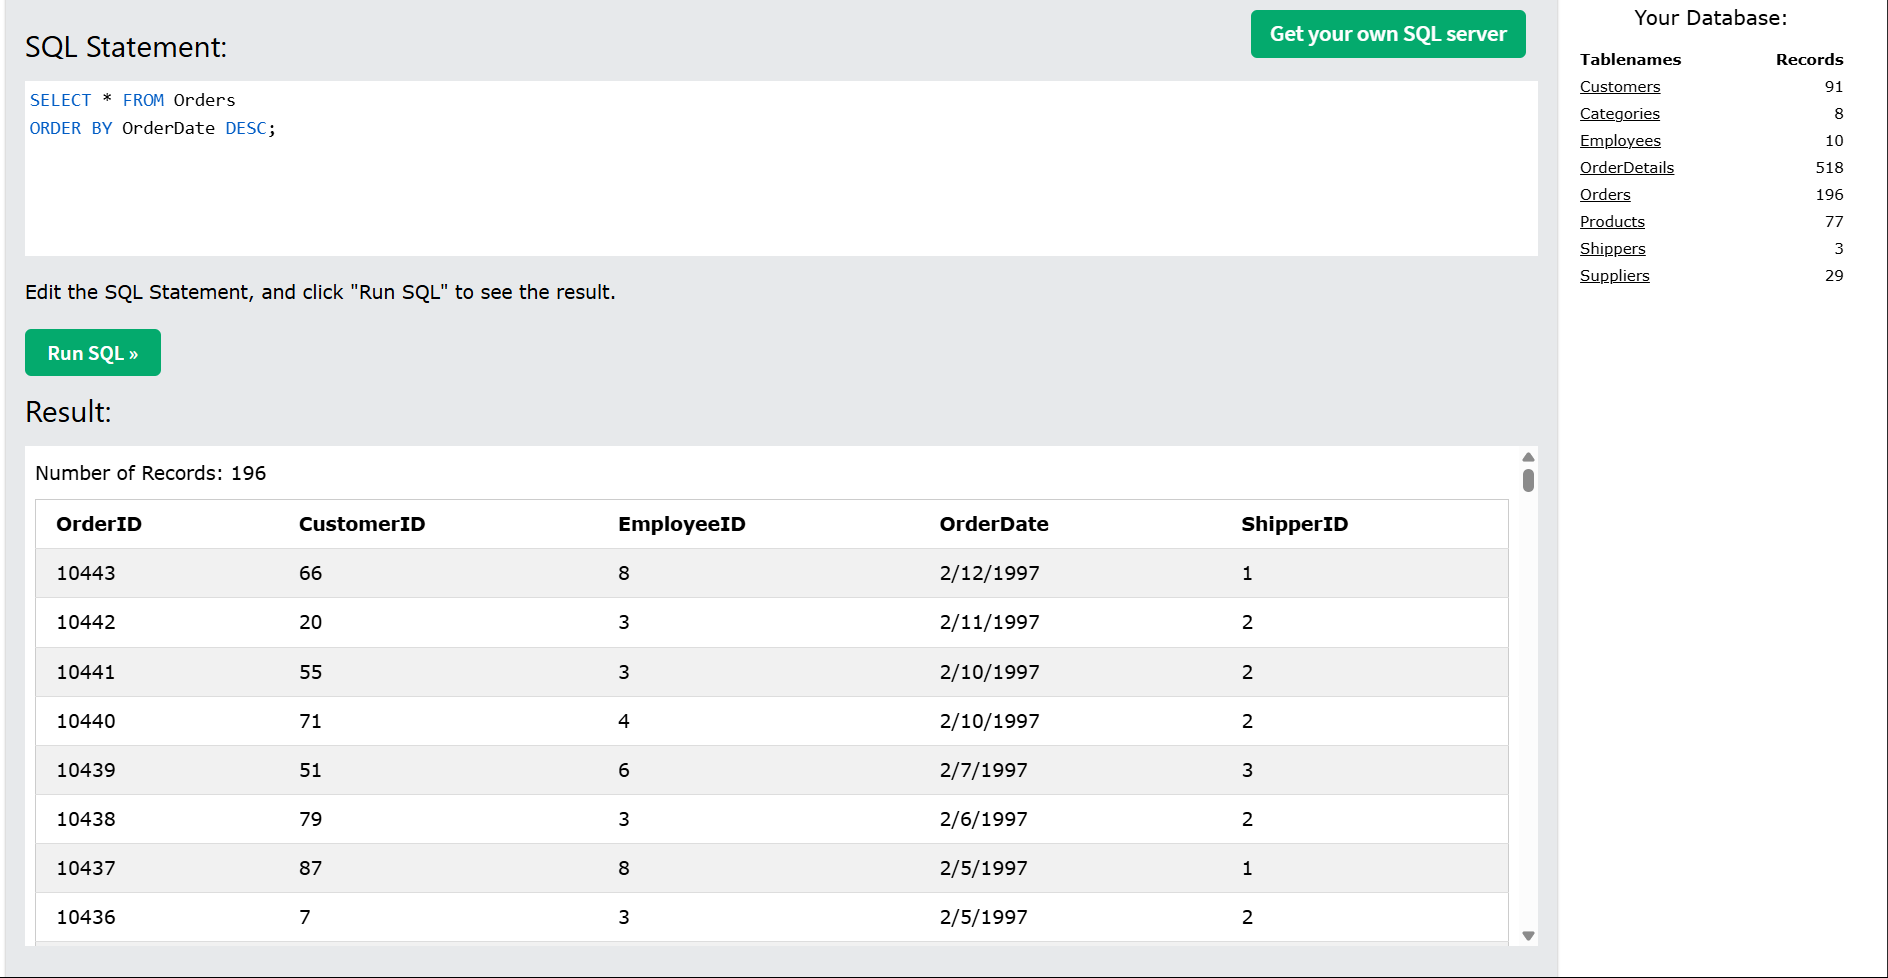 SQL Statement:
Get your own SQL server
SELECT * FROM Orders
ORDER BY OrderDate DESC;
Edit the SQL Statement, and click "Run SQL" to see the result.
Run SQL »
Result:
Number of Records: 196
OrderID CustomerID EmployeeID OrderDate ShipperID
10443 66 8 2/12/1997 1
10442 20 3 2/11/1997 2
10441 55 3 2/10/1997 2
10440 71 4 2/10/1997 2
10439 51 6 2/7/1997 3
10438 79 3 2/6/1997 2
10437 87 8 2/5/1997 1
10436 7 3 2/5/1997 2
Your Database:
Tablenames Records
Customers 91
Categories 8
Employees 10
OrderDetails 518
Orders 196
Products 77
Shippers 3
Suppliers 29